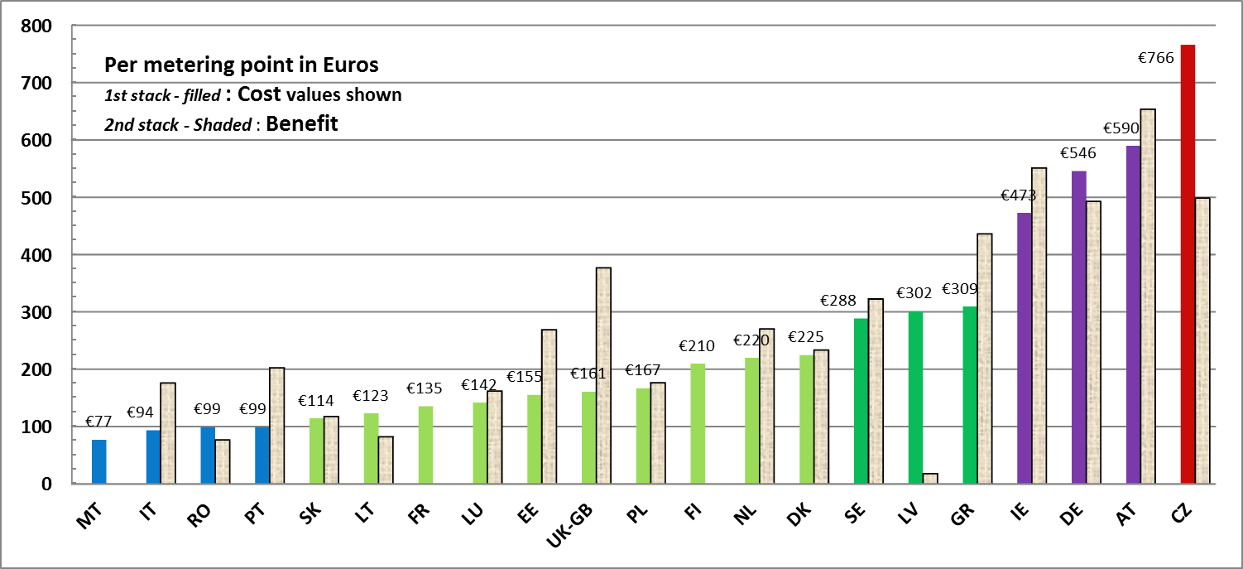 800
700
600
500
400
300
200
100
0
Per metering point in Euros
1st stack - filled : Cost values shown
2nd stack - Shaded : Benefit
€77
€94
€99
€99
€114
€123
€135
€142
€155
€161
€167
€210
€220
€225
€288
€302
€309
€473
€546
€590
€766
MT
IT
RO
PT
SK
LT
FR
LU
EE
UK-GB
PL
FI
NL
DK
SE
LV
GR
IE
DE
AT
CZ